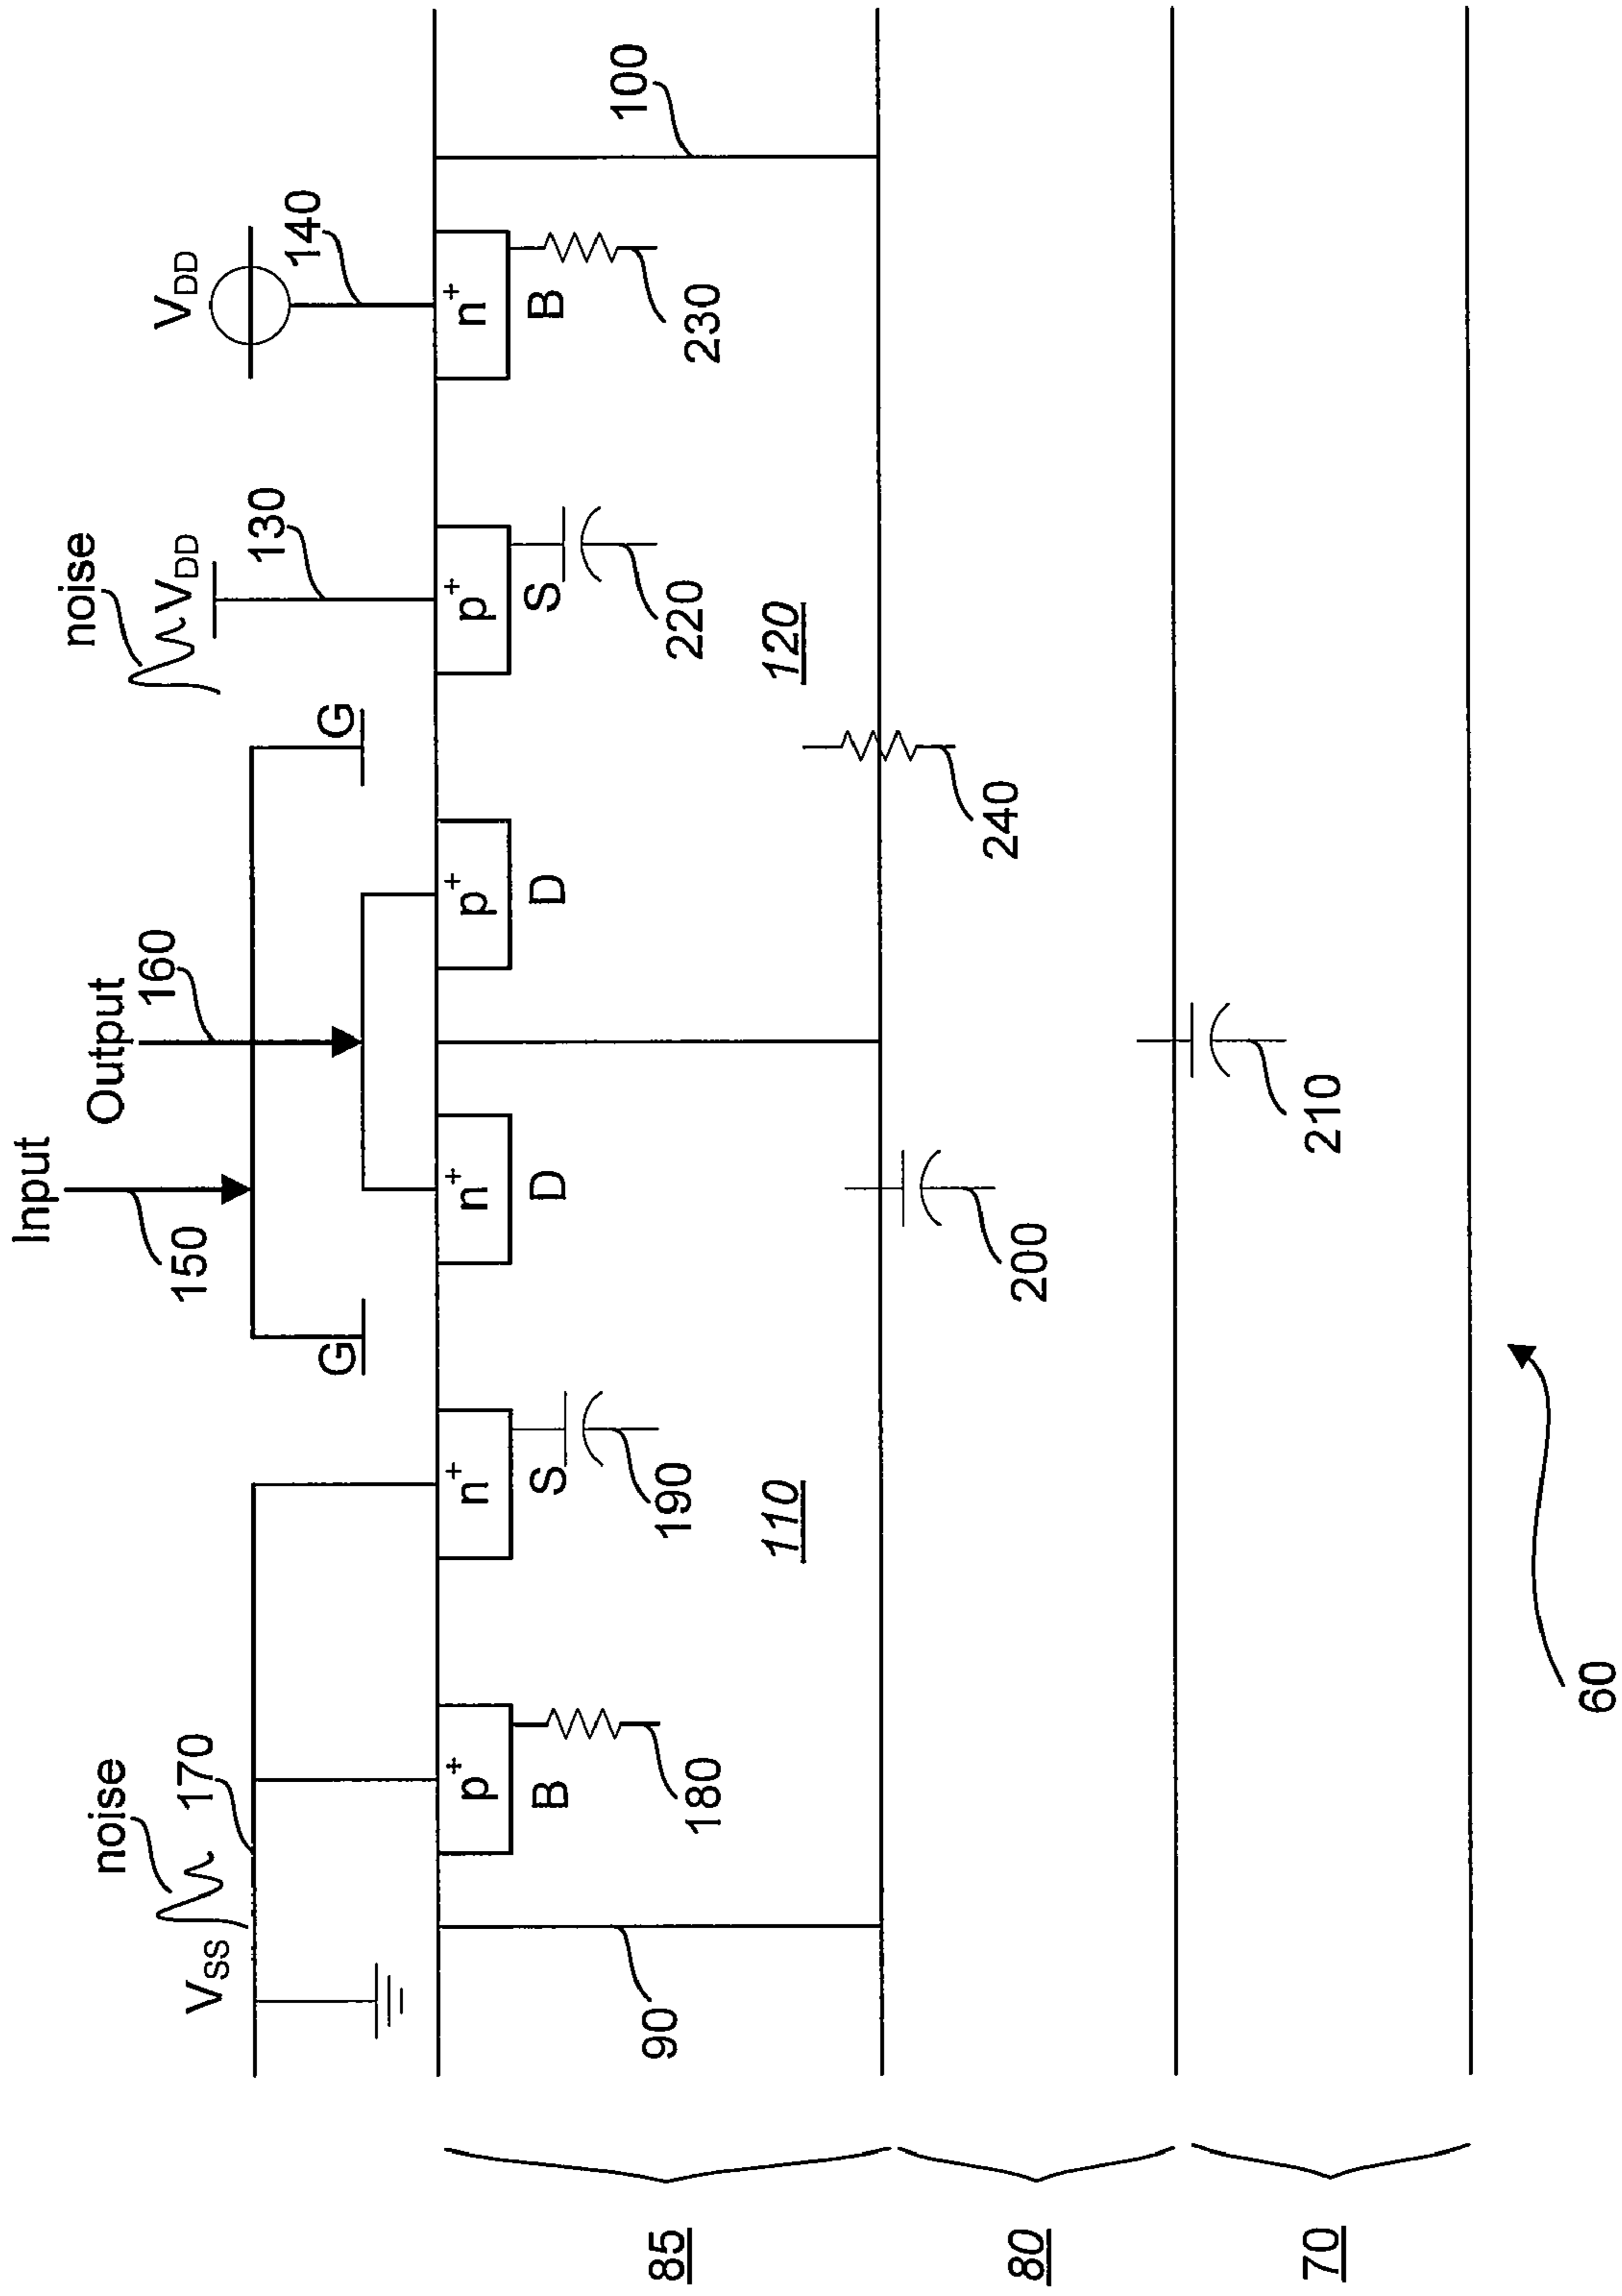 Input
Output
noise
noise
V_DD
V_DD
V_SS
150
160
170
130
140
G
G
p+
n+
n+
p+
p+
n+
B
S
D
D
S
B
180
190
220
230
90
100
110
120
200
240
210
85
80
70
60